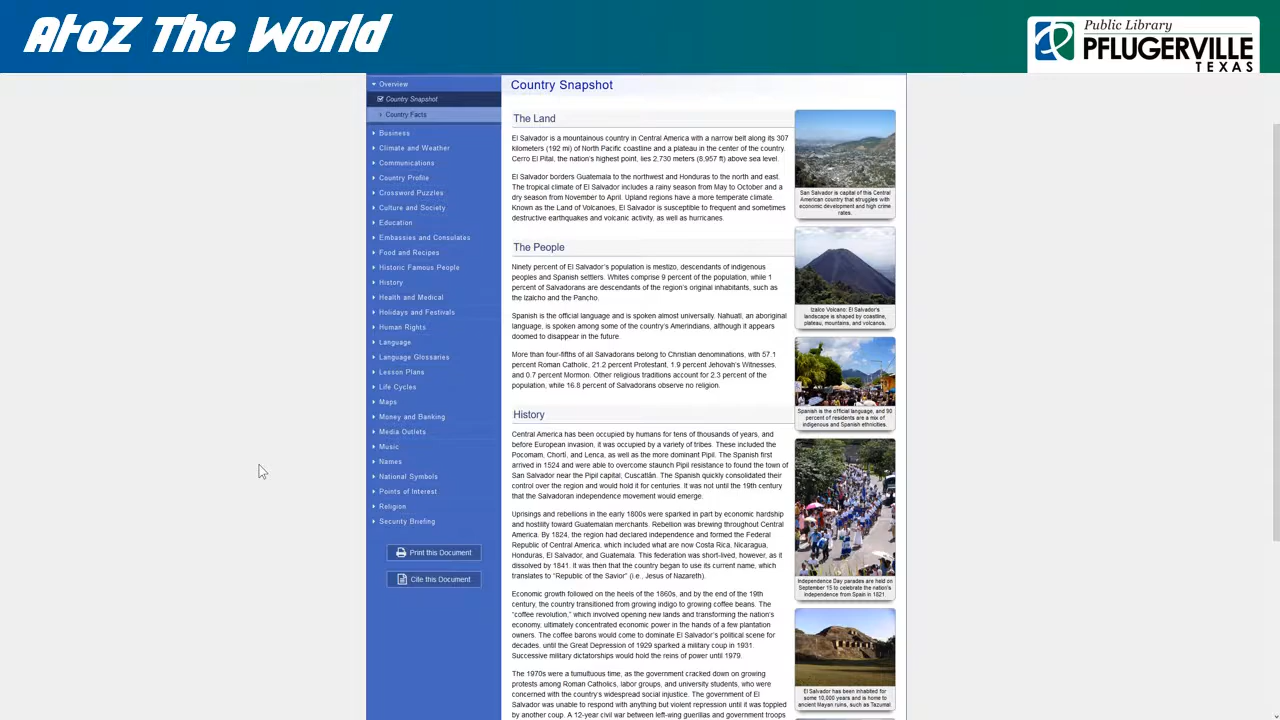 AtoZ The World
Public Library
PFLUGERVILLE
TEXAS
Overview
Country Snapshot
Country Facts
Business
Climate and Weather
Communications
Country Profile
Crossword Puzzles
Culture and Society
Education
Embassies and Consulates
Food and Recipes
Historic Famous People
History
Health and Medical
Holidays and Festivals
Human Rights
Language
Language Glossaries
Lesson Plans
Life Cycles
Maps
Money and Banking
Media Outlets
Music
Names
National Symbols
Points of Interest
Religion
Security Briefing
Print this Document
Cite this Document
Country Snapshot
The Land
El Salvador is a mountainous country in Central America with a narrow belt along its 307
kilometers (192 mi) of North Pacific coastline and a plateau in the center of the country.
Cerro El Pital, the nation's highest point, lies 2,730 meters (8,957 ft) above sea level.
El Salvador borders Guatemala to the northwest and Honduras to the north and east.
The tropical climate of El Salvador includes a rainy season from May to October and a
dry season from November to April. Upland regions have a more temperate climate.
Known as the Land of Volcanoes, El Salvador is susceptible to frequent and sometimes
destructive earthquakes and volcanic activity, as well as hurricanes.
The People
Ninety percent of El Salvador's population is mestizo, descendants of indigenous
peoples and Spanish settlers. Whites comprise 9 percent of the population, while 1
percent of Salvadorans are descendants of the region's original inhabitants, such as
the Izalcho and the Pancho.
Spanish is the official language and is spoken almost universally. Nahuatl, an aboriginal
language, is spoken among some of the country's Amerindians, although it appears
doomed to disappear in the future.
More than four-fifths of all Salvadorans belong to Christian denominations, with 57.1
percent Roman Catholic, 21.2 percent Protestant, 1.9 percent Jehovah's Witnesses,
and 0.7 percent Mormon. Other religious traditions account for 2.3 percent of the
population, while 16.8 percent of Salvadorans observe no religion.
History
Central America has been occupied by humans for tens of thousands of years, and
before European invasion, it was occupied by a variety of tribes. These included the
Pocomam, Chortí, and Lenca, as well as the more dominant Pipil. The Spanish first
arrived in 1524 and were able to overcome staunch Pipil resistance to found the town of
San Salvador near the Pipil capital, Cuscatlán. The Spanish quickly consolidated their
control over the region and would hold it for centuries. It was not until the 19th century
that the Salvadoran independence movement would emerge.
Uprisings and rebellions in the early 1800s were sparked in part by economic hardship
and hostility toward Guatemalan merchants. Rebellion was brewing throughout Central
America. By 1824, the region had declared independence and formed the Federal
Republic of Central America, which included what are now Costa Rica, Nicaragua,
Honduras, El Salvador, and Guatemala. This federation was short-lived, however, as it
dissolved by 1841. It was then that the country began to use its current name, which
translates to “Republic of the Savior” (i.e., Jesus of Nazareth).
Economic growth followed on the heels of the 1860s, and by the end of the 19th
century, the country transitioned from growing indigo to growing coffee beans. The
“coffee revolution,” which involved opening new lands and transforming the nation's
economy, ultimately concentrated economic power in the hands of a few plantation
owners. The coffee barons would come to dominate El Salvador's political scene for
decades, until the Great Depression of 1929 sparked a military coup in 1931.
Successive military dictatorships would hold the reins of power until 1979.
The 1970s were a tumultuous time, as the government cracked down on growing
protests among Roman Catholics, labor groups, and university students, who were
concerned with the country's widespread social injustice. The government of El
Salvador was unable to respond with anything but violent repression until it was toppled
by another coup. A 12-year civil war between left-wing guerillas and government troops
San Salvador is capital of this Central
American country that struggles with
economic development and high crime
rates.
Izalco Volcano: El Salvador's
landscape is shaped by coastline,
plateau, mountains, and volcanos.
Spanish is the official language, and 90
percent of residents are a mix of
indigenous and Spanish ethnicities.
Independence Day parades are held on
September 15 to celebrate the nation's
independence from Spain in 1821.
El Salvador has been inhabited for
some 10,000 years and is home to
ancient Mayan ruins, such as Tazumal.